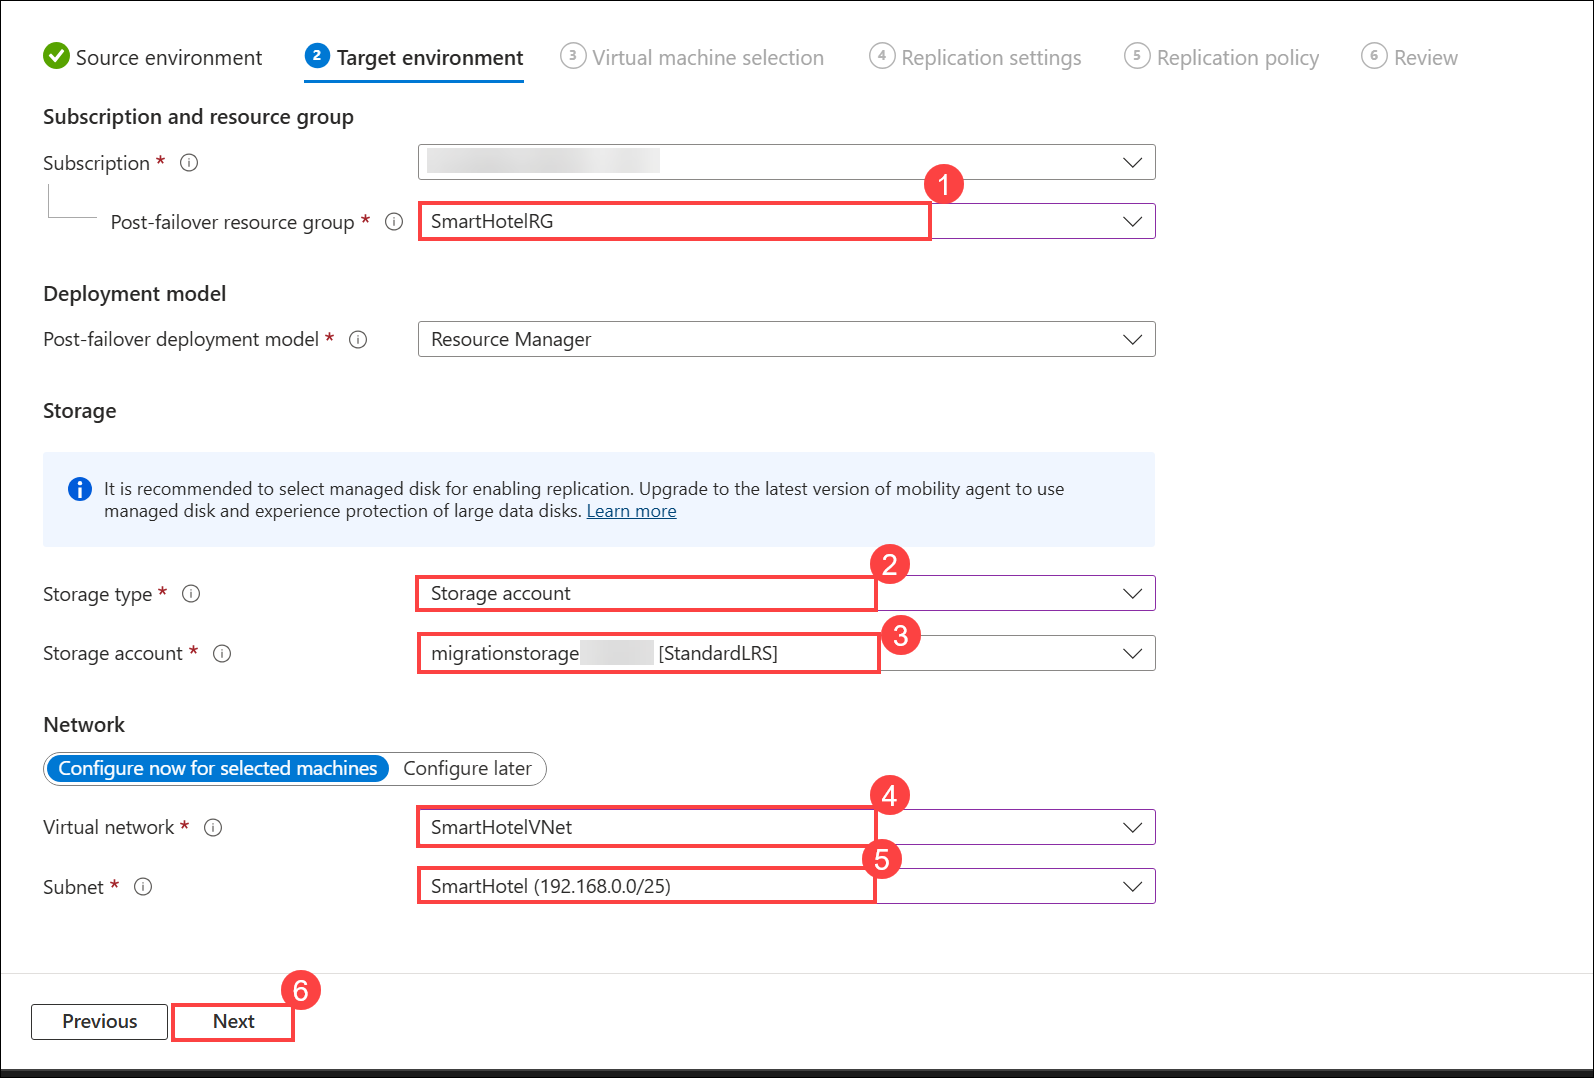 Source environment
2 Target environment
3 Virtual machine selection
4 Replication settings
5 Replication policy
6 Review
Subscription and resource group
Subscription *
1
Post-failover resource group * SmartHotelRG
Deployment model
Post-failover deployment model * Resource Manager
Storage
It is recommended to select managed disk for enabling replication. Upgrade to the latest version of mobility agent to use
managed disk and experience protection of large data disks. Learn more
2
Storage type * Storage account
3
Storage account * migrationstorage [StandardLRS]
Network
Configure now for selected machines Configure later
4
Virtual network * SmartHotelVNet
5
Subnet * SmartHotel (192.168.0.0/25)
6
Previous Next